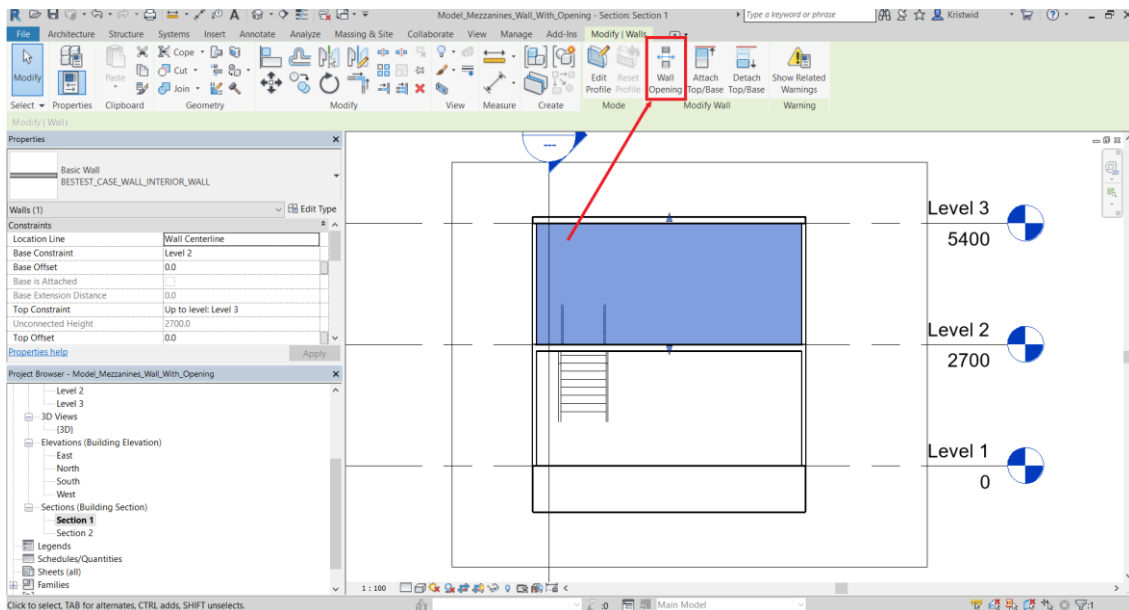 Model_Mezzanines_Wall_With_Opening - Section: Section 1
Type a keyword or phrase
Kristwid
File Architecture Structure Systems Insert Annotate Analyze Massing & Site Collaborate View Manage Add-Ins Modify | Walls
Cope
Cut
Join
Modify
Paste
Edit Profile
Reset Profile
Wall Opening
Attach Top/Base
Detach Top/Base
Show Related Warnings
Select Properties Clipboard Geometry Modify View Measure Create Mode Modify Wall Warning
Modify | Walls
Properties
Basic Wall
BESTEST_CASE_WALL_INTERIOR_WALL
Walls (1) Edit Type
Constraints
Location Line Wall Centerline
Base Constraint Level 2
Base Offset 0.0
Base is Attached
Base Extension Distance 0.0
Top Constraint Up to level: Level 3
Unconnected Height 2700.0
Top Offset 0.0
Properties help Apply
Project Browser - Model_Mezzanines_Wall_With_Opening
Level 2
Level 3
3D Views
{3D}
Elevations (Building Elevation)
East
North
South
West
Sections (Building Section)
Section 1
Section 2
Legends
Schedules/Quantities
Sheets (all)
Families
Level 3
5400
Level 2
2700
Level 1
0
1 : 100
Click to select, TAB for alternates, CTRL adds, SHIFT unselects.
:0
Main Model
:1